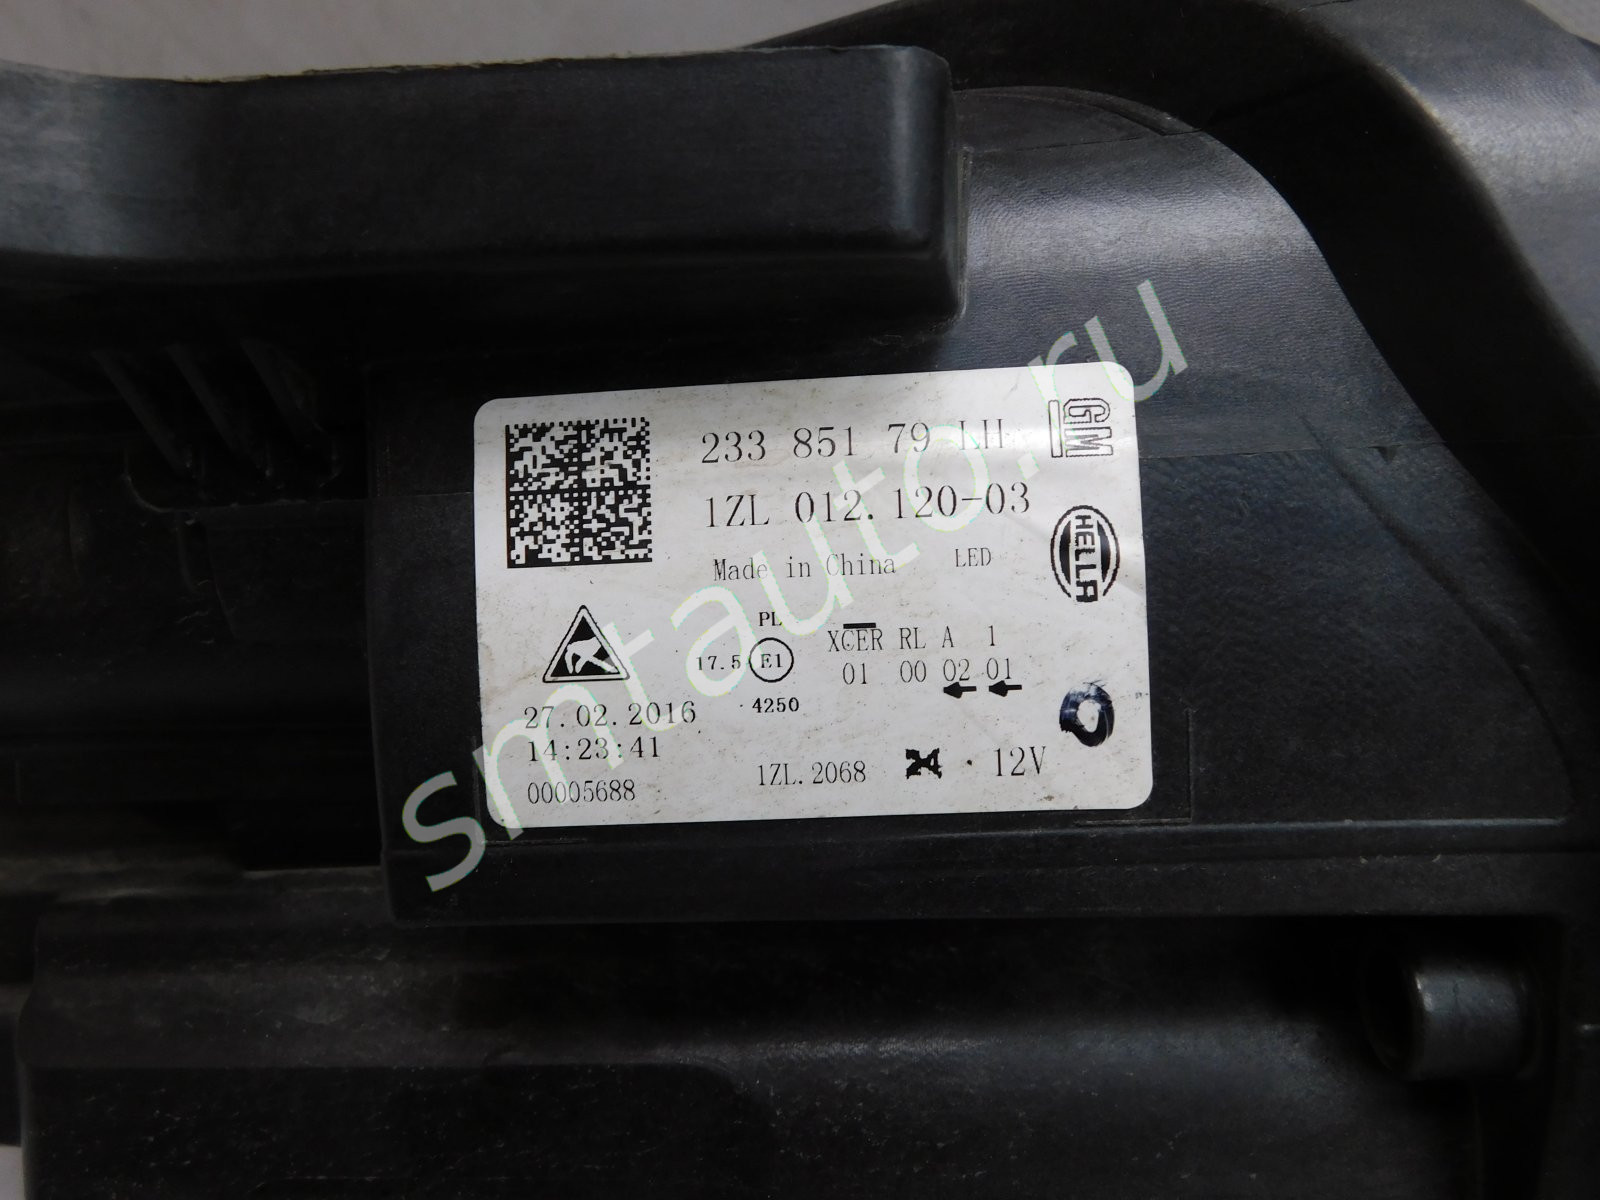 233 851 79 LH
GM
1ZL 012.120-03
HELLA
Made in China LED
PL
XCER RL A 1
17.5 E1
01 00 02 01
4250
27.02.2016
14:23:41
00005688
1ZL.2068 · 12V
smtauto.ru